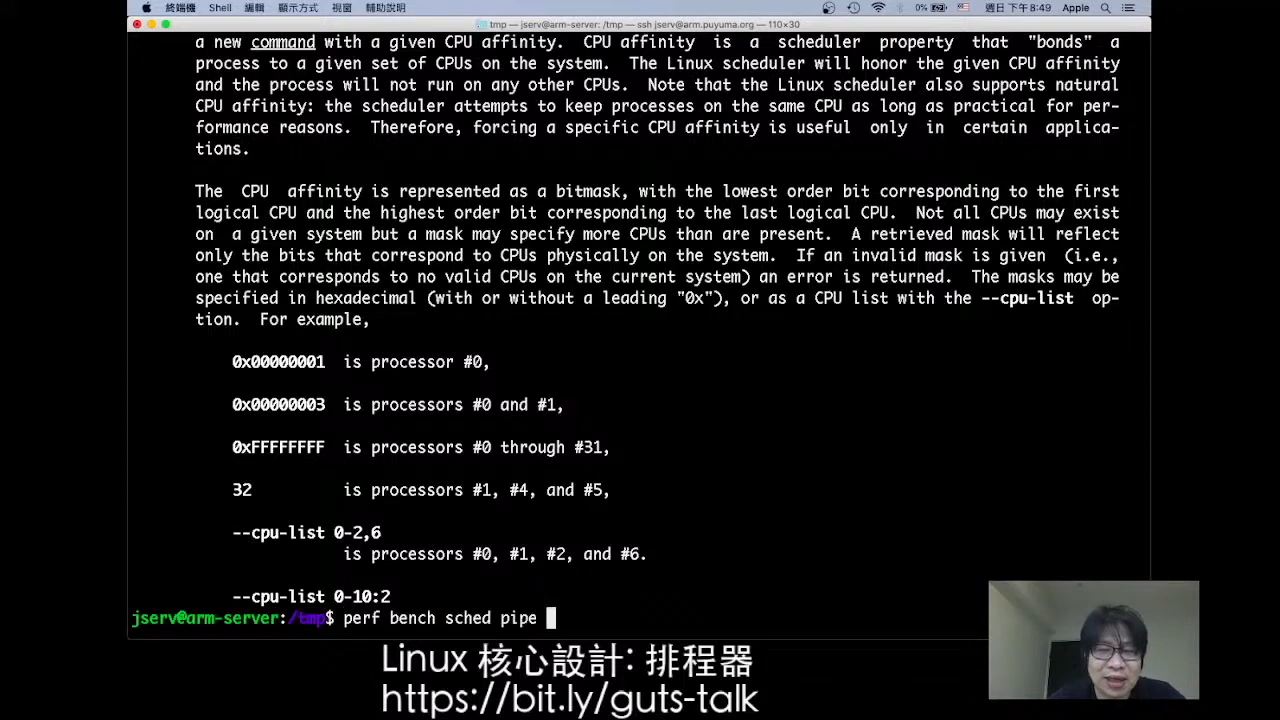 終端機 Shell 編輯 顯示方式 視窗 輔助說明 0% 週日 下午8:49 Apple
tmp — jserv@arm-server: /tmp — ssh jserv@arm.puyuma.org — 110×30
a new command with a given CPU affinity. CPU affinity is a scheduler property that "bonds" a
process to a given set of CPUs on the system. The Linux scheduler will honor the given CPU affinity
and the process will not run on any other CPUs. Note that the Linux scheduler also supports natural
CPU affinity: the scheduler attempts to keep processes on the same CPU as long as practical for per-
formance reasons. Therefore, forcing a specific CPU affinity is useful only in certain applica-
tions.
The CPU affinity is represented as a bitmask, with the lowest order bit corresponding to the first
logical CPU and the highest order bit corresponding to the last logical CPU. Not all CPUs may exist
on a given system but a mask may specify more CPUs than are present. A retrieved mask will reflect
only the bits that correspond to CPUs physically on the system. If an invalid mask is given (i.e.,
one that corresponds to no valid CPUs on the current system) an error is returned. The masks may be
specified in hexadecimal (with or without a leading "0x"), or as a CPU list with the --cpu-list op-
tion. For example,
0x00000001 is processor #0,
0x00000003 is processors #0 and #1,
0xFFFFFFFF is processors #0 through #31,
32 is processors #1, #4, and #5,
--cpu-list 0-2,6
is processors #0, #1, #2, and #6.
--cpu-list 0-10:2
jserv@arm-server:/tmp$ perf bench sched pipe
Linux 核心設計: 排程器
https://bit.ly/guts-talk